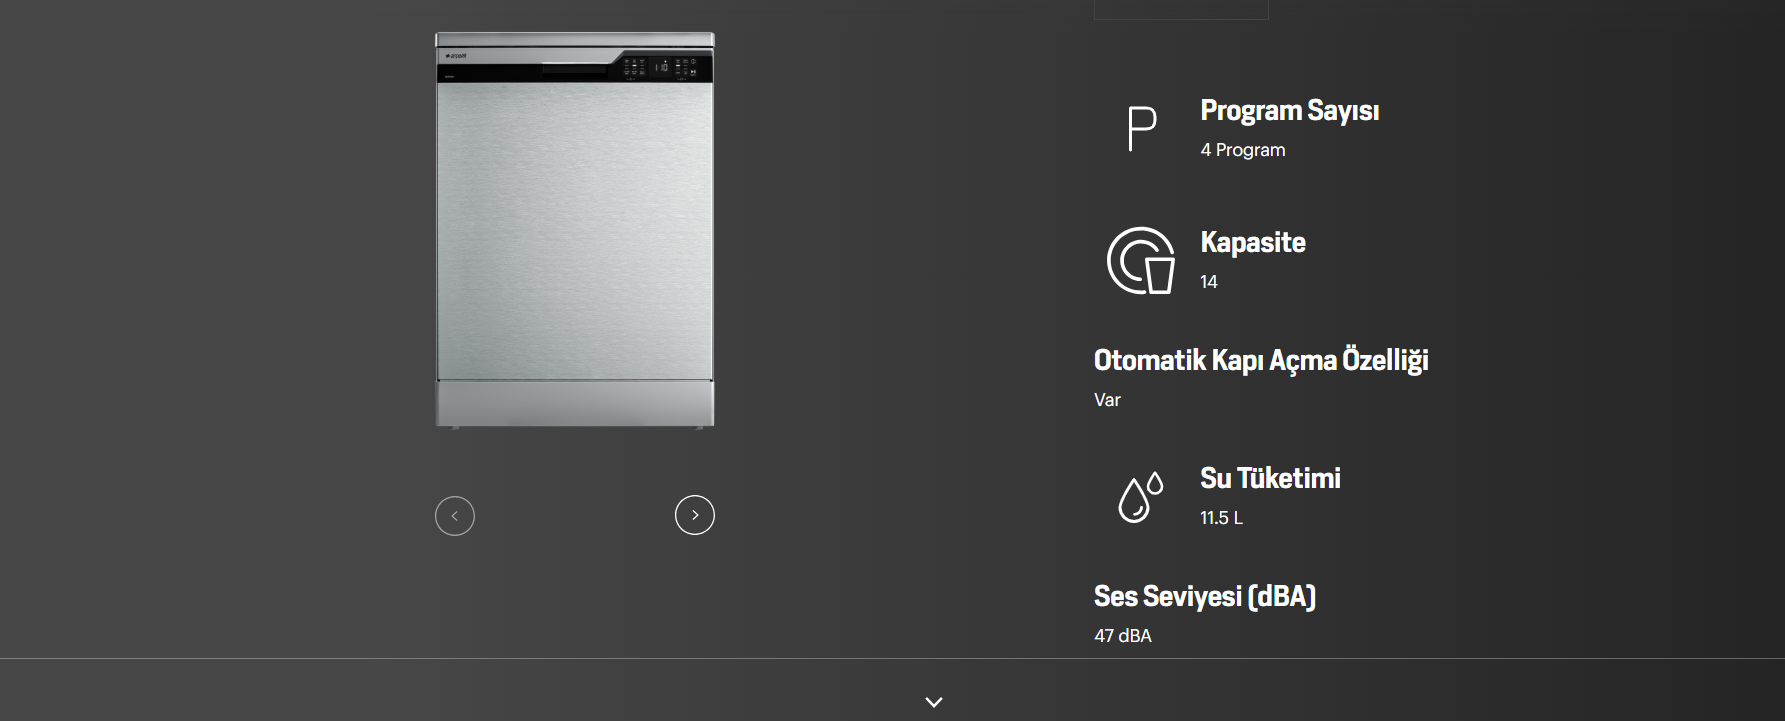 arçelik
Program Sayısı
4 Program
Kapasite
14
Otomatik Kapı Açma Özelliği
Var
Su Tüketimi
11.5 L
Ses Seviyesi (dBA)
47 dBA